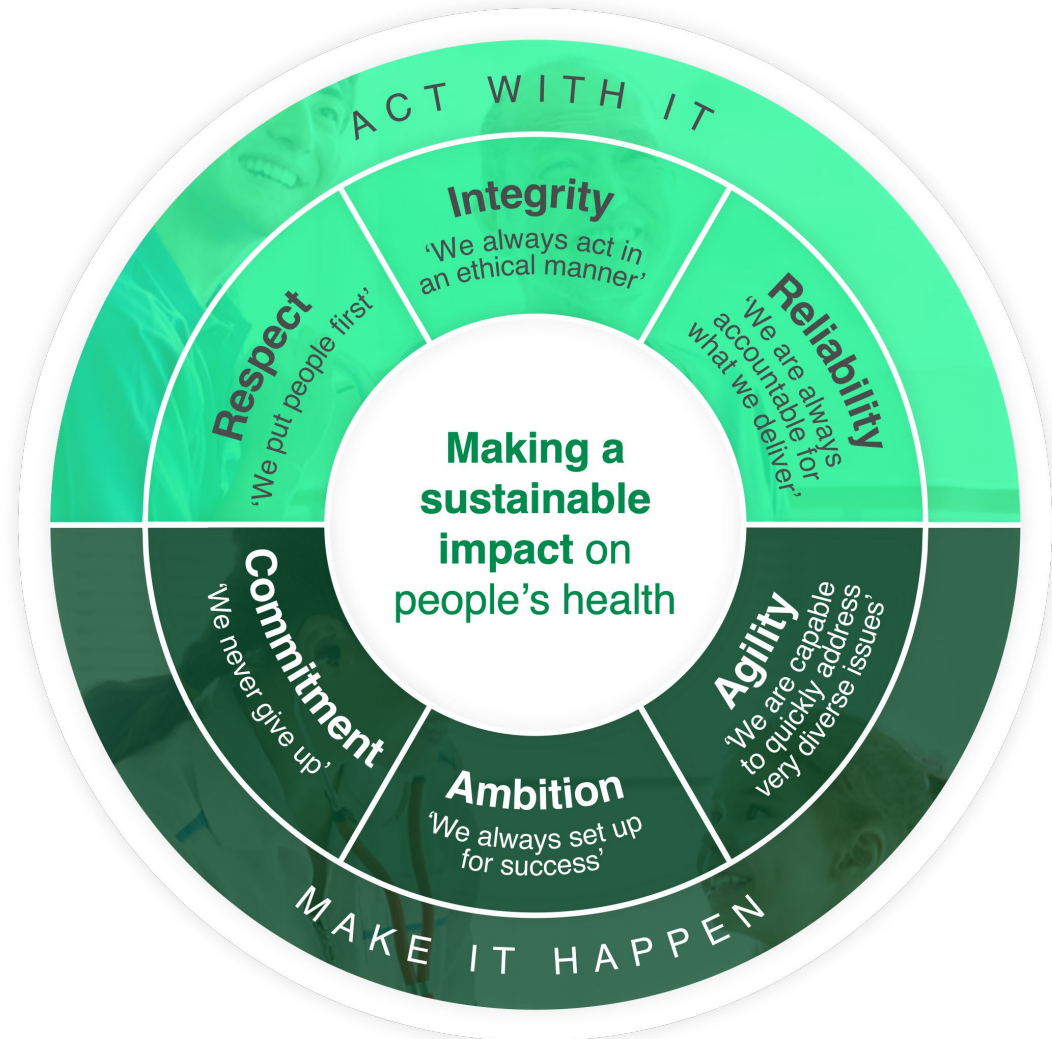 ACT WITH IT
Integrity
‘We always act in
an ethical manner’
Reliability
‘We are always
accountable for
what we deliver’
Respect
‘We put people first’
Making a
sustainable
impact on
people’s health
Commitment
‘We never give up’
Ambition
‘We always set up
for success’
Agility
‘We are capable
to quickly address
very diverse issues’
MAKE IT HAPPEN